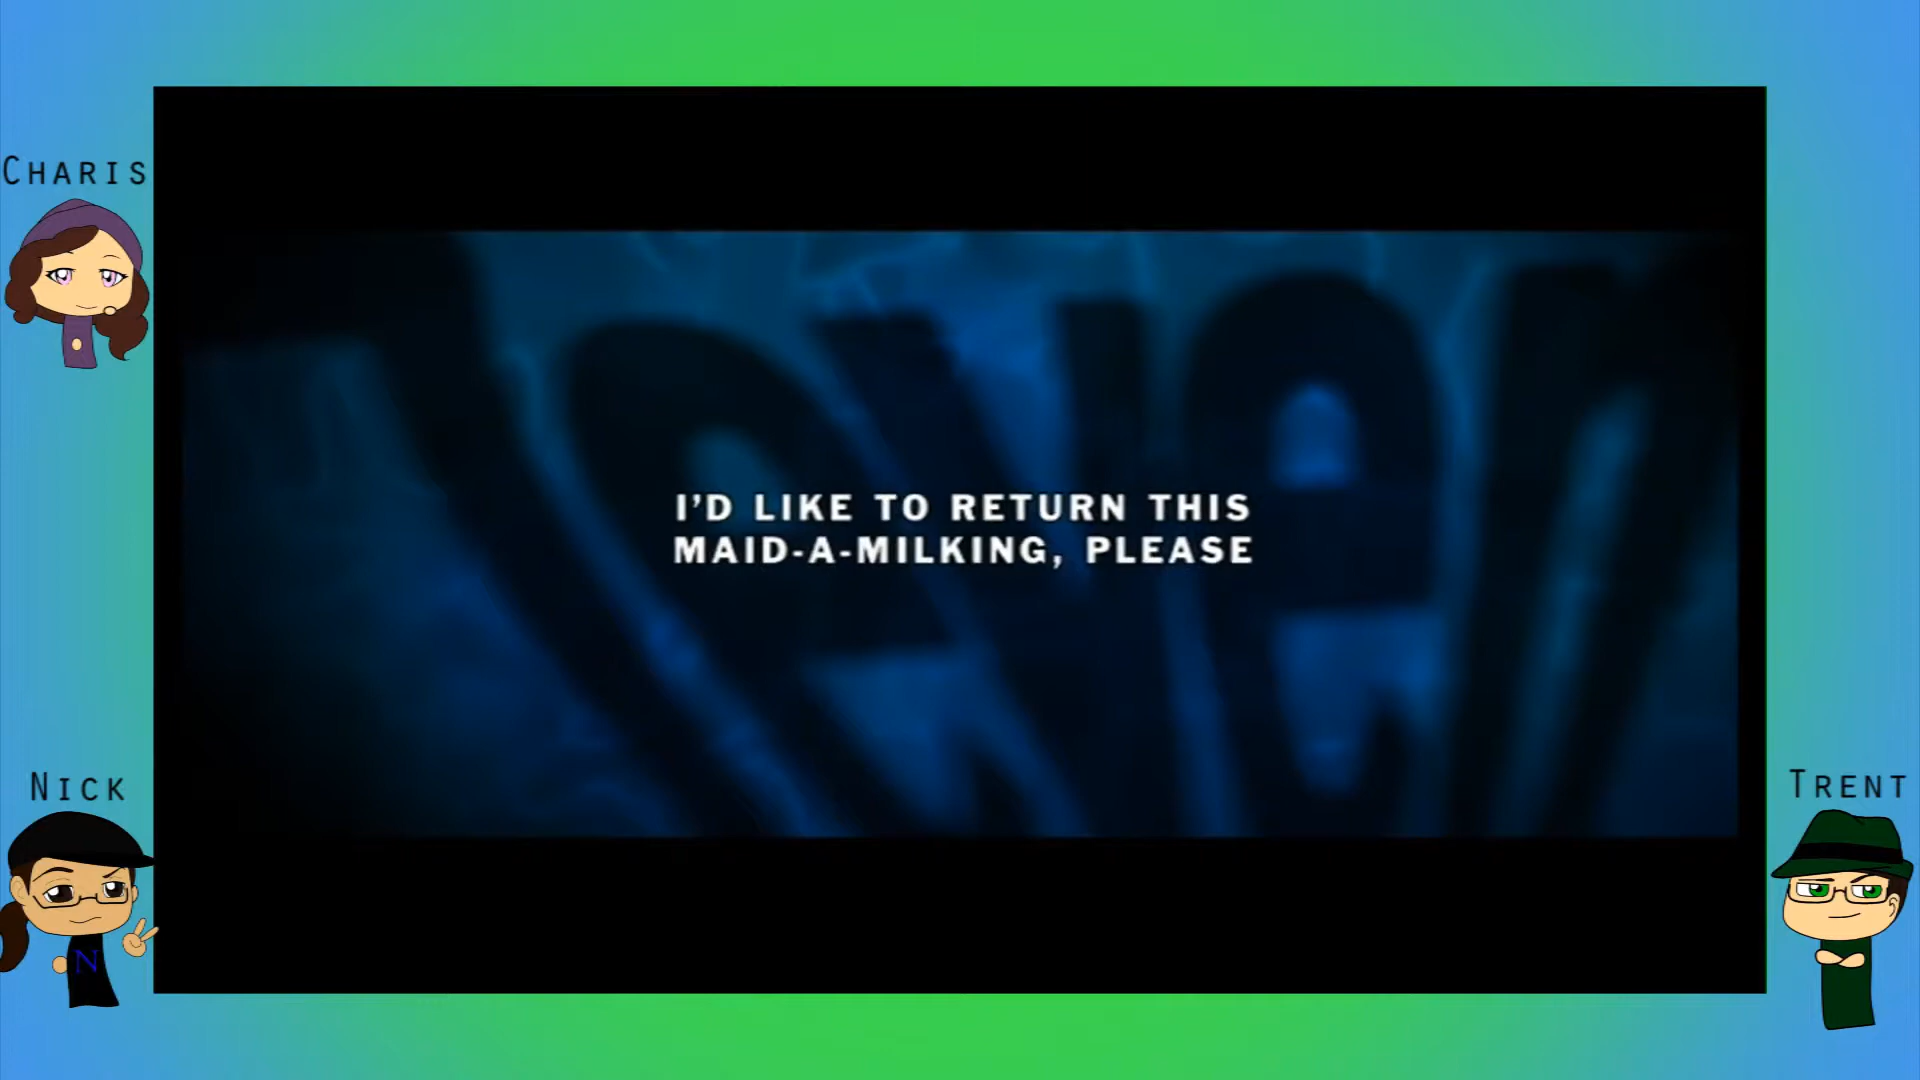 CHARIS
I'D LIKE TO RETURN THIS
MAID-A-MILKING, PLEASE
NICK
N
TRENT